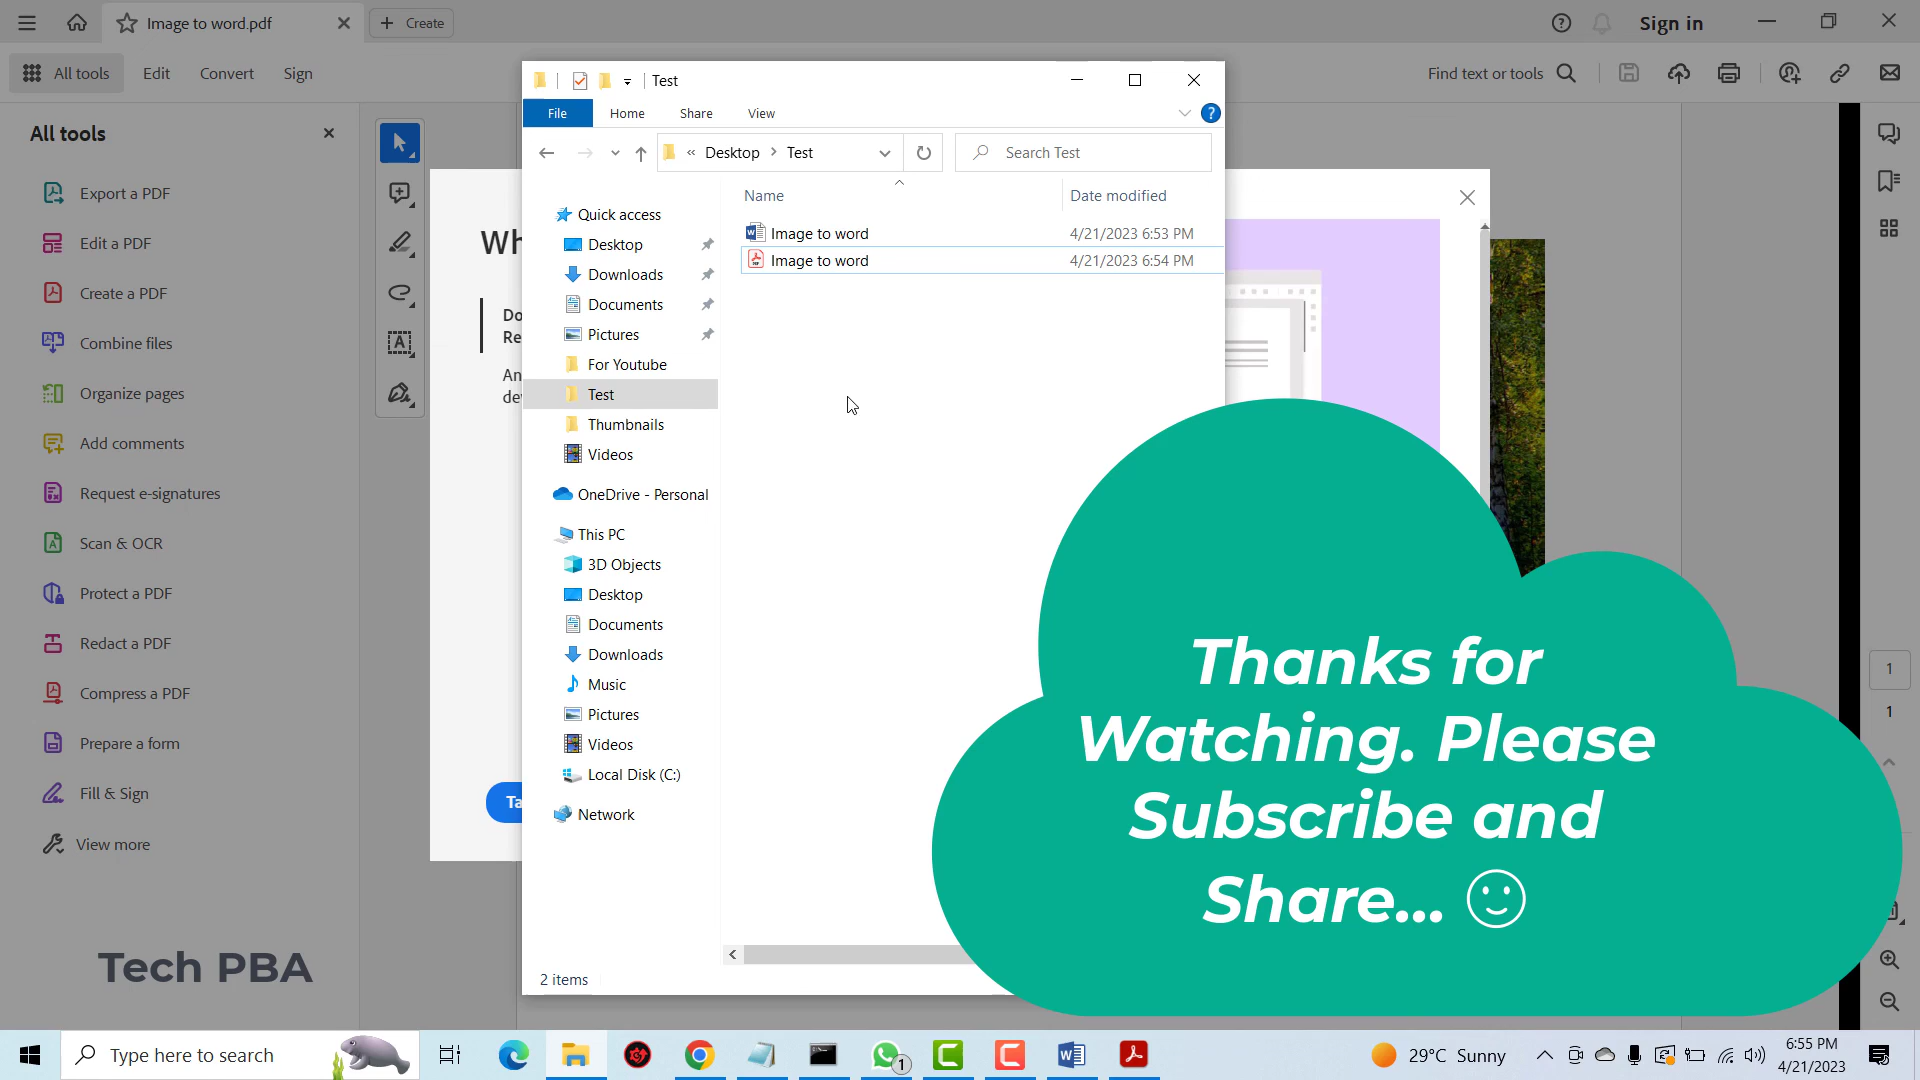 Image to word.pdf
Create
Sign in
All tools
Edit
Convert
Sign
Find text or tools
All tools
Export a PDF
Edit a PDF
Create a PDF
Combine files
Organize pages
Add comments
Request e-signatures
Scan & OCR
Protect a PDF
Redact a PDF
Compress a PDF
Prepare a form
Fill & Sign
View more
Tech PBA
Test
File
Home
Share
View
« Desktop > Test
Search Test
Name
Date modified
Image to word 4/21/2023 6:53 PM
Image to word 4/21/2023 6:54 PM
Quick access
Desktop
Downloads
Documents
Pictures
For Youtube
Test
Thumbnails
Videos
OneDrive - Personal
This PC
3D Objects
Desktop
Documents
Downloads
Music
Pictures
Videos
Local Disk (C:)
Network
2 items
Thanks for
Watching. Please
Subscribe and
Share...
1
1
Type here to search
1
29°C Sunny
6:55 PM
4/21/2023